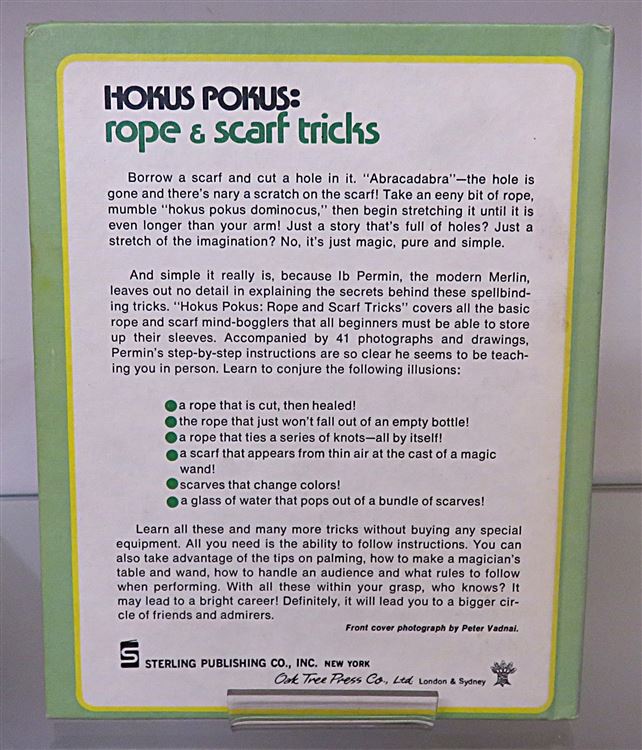 HOKUS POKUS:
rope & scarf tricks
Borrow a scarf and cut a hole in it. "Abracadabra"—the hole is
gone and there's nary a scratch on the scarf! Take an eeny bit of rope,
mumble "hokus pokus dominocus," then begin stretching it until it is
even longer than your arm! Just a story that's full of holes? Just a
stretch of the imagination? No, it's just magic, pure and simple.
And simple it really is, because Ib Permin, the modern Merlin,
leaves out no detail in explaining the secrets behind these spellbind-
ing tricks. "Hokus Pokus: Rope and Scarf Tricks" covers all the basic
rope and scarf mind-bogglers that all beginners must be able to store
up their sleeves. Accompanied by 41 photographs and drawings,
Permin's step-by-step instructions are so clear he seems to be teach-
ing you in person. Learn to conjure the following illusions:
● a rope that is cut, then healed!
● the rope that just won't fall out of an empty bottle!
● a rope that ties a series of knots—all by itself!
● a scarf that appears from thin air at the cast of a magic
wand!
● scarves that change colors!
● a glass of water that pops out of a bundle of scarves!
Learn all these and many more tricks without buying any special
equipment. All you need is the ability to follow instructions. You can
also take advantage of the tips on palming, how to make a magician's
table and wand, how to handle an audience and what rules to follow
when performing. With all these within your grasp, who knows? It
may lead to a bright career! Definitely, it will lead you to a bigger cir-
cle of friends and admirers.
Front cover photograph by Peter Vadnai.
S STERLING PUBLISHING CO., INC. NEW YORK
Oak Tree Press Co., Ltd. London & Sydney